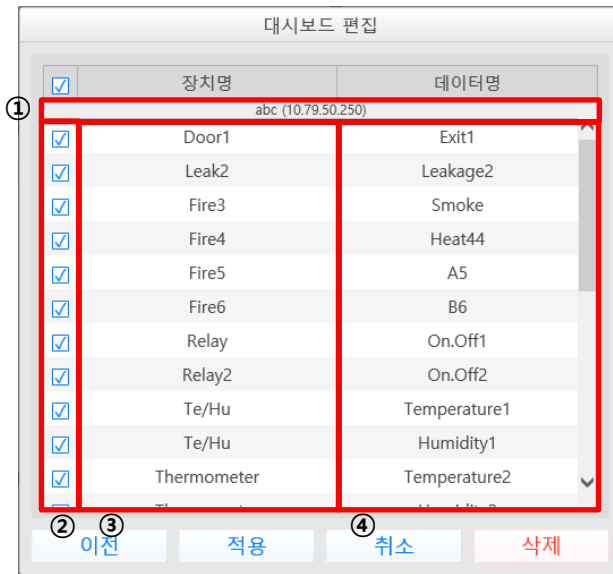 대시보드 편집
장치명 데이터명
① abc (10.79.50.250)
Door1 Exit1
Leak2 Leakage2
Fire3 Smoke
Fire4 Heat44
Fire5 A5
Fire6 B6
Relay On.Off1
Relay2 On.Off2
Te/Hu Temperature1
Te/Hu Humidity1
Thermometer Temperature2
② ③ ④
이전 적용 취소 삭제